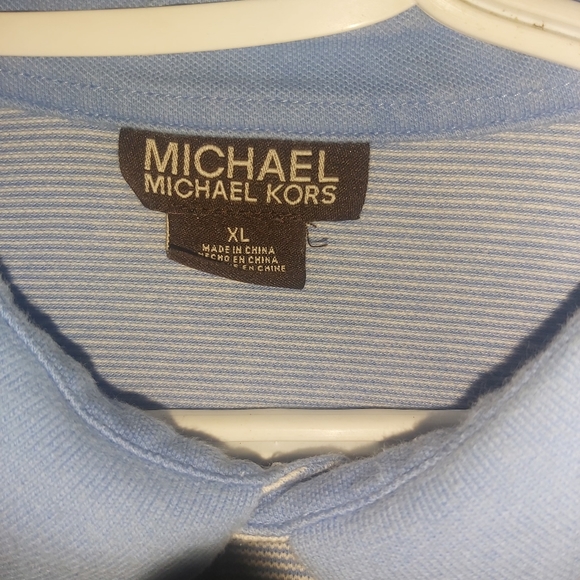 MICHAEL
MICHAEL KORS
XL
MADE IN CHINA
HECHO EN CHINA
EN CHINE